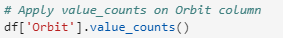 # Apply value_counts on Orbit column
df['Orbit'].value_counts()